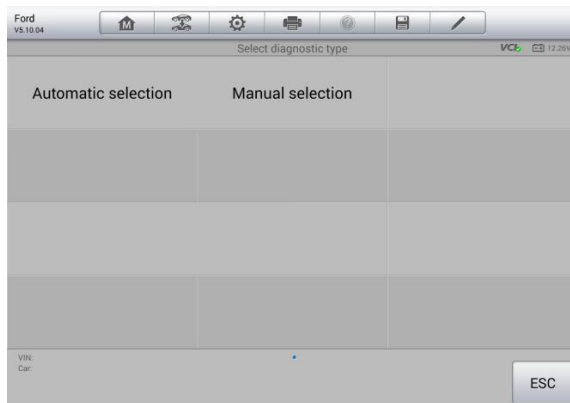 Ford
V5.10.04
M
?
Select diagnostic type
VCI
12.26V
Automatic selection
Manual selection
VIN:
Car:
ESC